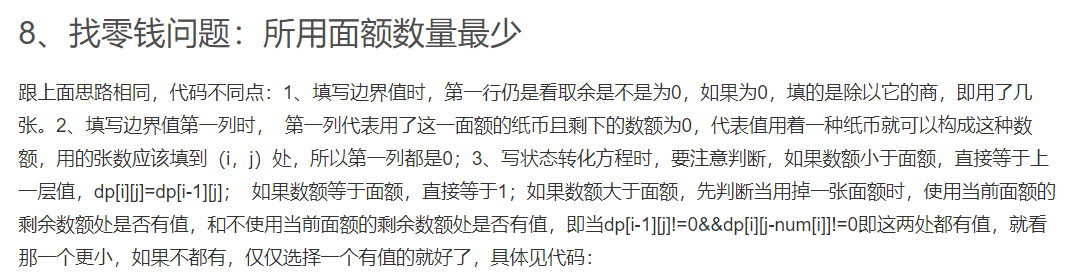 8、找零钱问题：所用面额数量最少
跟上面思路相同，代码不同点：1、填写边界值时，第一行仍是看取余是不是为0，如果为0，填的是除以它的商，即用了几
张。2、填写边界值第一列时， 第一列代表用了这一面额的纸币且剩下的数额为0，代表值用着一种纸币就可以构成这种数
额，用的张数应该填到（i，j）处，所以第一列都是0；3、写状态转化方程时，要注意判断，如果数额小于面额，直接等于上
一层值，dp[i][j]=dp[i-1][j]； 如果数额等于面额，直接等于1；如果数额大于面额，先判断当用掉一张面额时，使用当前面额的
剩余数额处是否有值，和不使用当前面额的剩余数额处是否有值，即当dp[i-1][j]!=0&&dp[i][j-num[i]]!=0即这两处都有值，就看
那一个更小，如果不都有，仅仅选择一个有值的就好了，具体见代码：